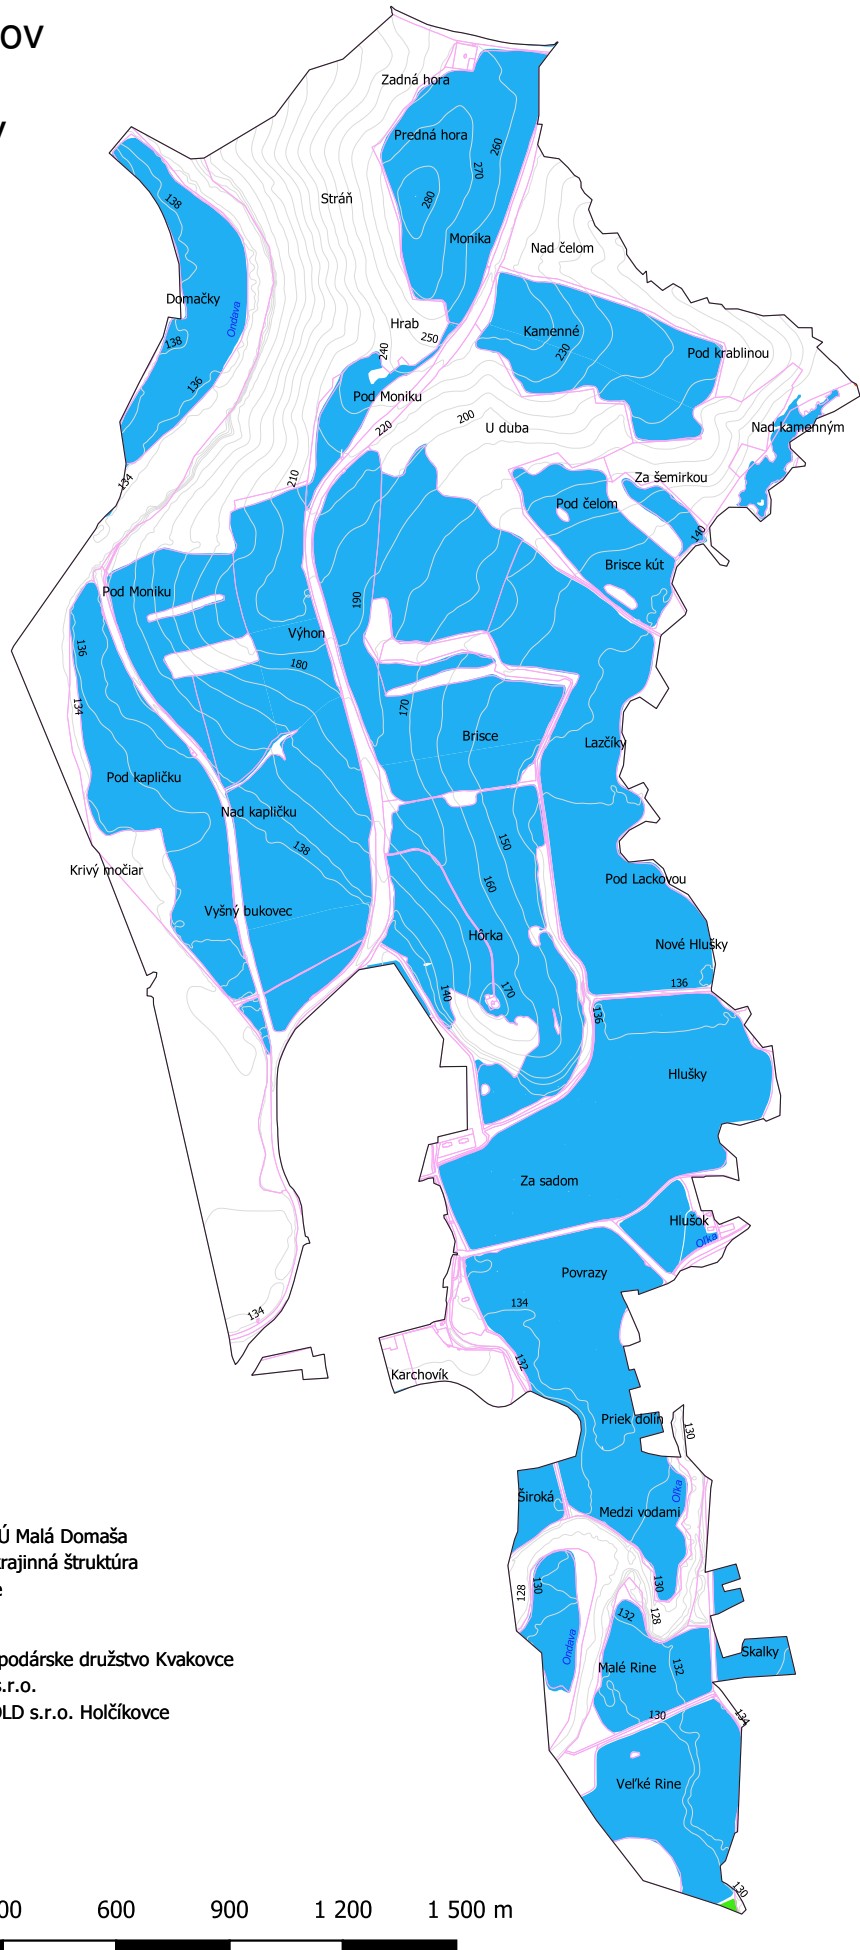 ov
Zadná hora
Predná hora
260
270
280
138
Stráň
Monika
Nad čelom
Domačky
Ondava
Hrab
250
240
Kamenné
230
Pod krablinou
138
136
Pod Moniku
200
220
U duba
Nad kamenným
210
134
Za šemirkou
Pod čelom
140
Brisce kút
Pod Moniku
190
136
Výhon
180
134
170
Brisce
Lazčíky
Pod kapličku
Nad kapličku
138
150
Krivý močiar
160
Pod Lackovou
Vyšný bukovec
Hôrka
Nové Hlušky
136
140
170
136
Hlušky
Za sadom
Hlušok
Oľka
Povrazy
134
134
132
Karchovík
Priek dolín
130
Široká
Oľka
Medzi vodami
Ú Malá Domaša
krajinná štruktúra
e
130
130
128
128
132
Ondava
Skalky
podárske družstvo Kvakovce
Malé Rine
132
s.r.o.
OLD s.r.o. Holčíkovce
130
134
Veľké Rine
130
00 600 900 1 200 1 500 m